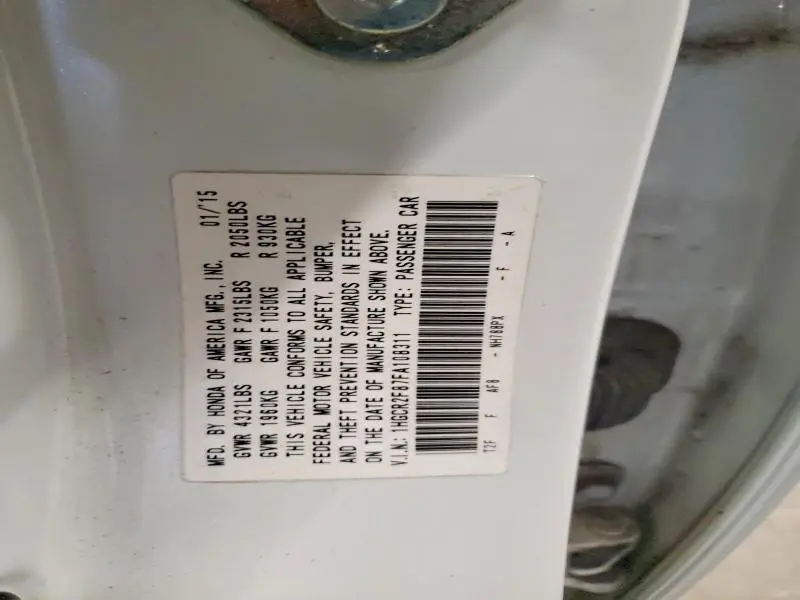 MFD. BY HONDA OF AMERICA MFG., INC. 01/15
GVWR 4321LBS GAWR F 2315LBS R 2050LBS
GVWR 1960KG GAWR F 1050KG R 930KG
THIS VEHICLE CONFORMS TO ALL APPLICABLE
FEDERAL MOTOR VEHICLE SAFETY, BUMPER,
AND THEFT PREVENTION STANDARDS IN EFFECT
ON THE DATE OF MANUFACTURE SHOWN ABOVE.
V.I.N.: 1HGCR2F87FA108311 TYPE: PASSENGER CAR
T2F F AF8 - NH788PX - F - A